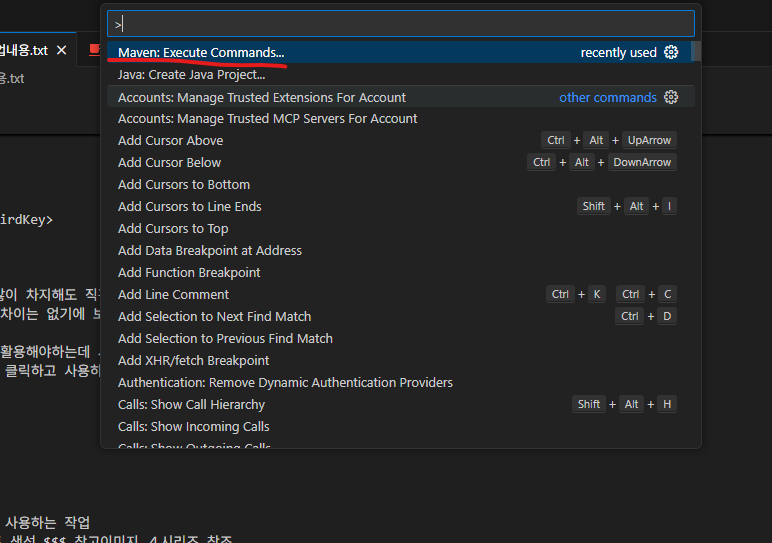 업내용.txt
>
Maven: Execute Commands... recently used
용.txt
Java: Create Java Project...
Accounts: Manage Trusted Extensions For Account other commands
Accounts: Manage Trusted MCP Servers For Account
Add Cursor Above Ctrl + Alt + UpArrow
Add Cursor Below Ctrl + Alt + DownArrow
Add Cursors to Bottom
Add Cursors to Line Ends Shift + Alt + I
irdKey>
Add Cursors to Top
Add Data Breakpoint at Address
Add Function Breakpoint
많이 차지해도 직
Add Line Comment Ctrl + K Ctrl + C
차이는 없기에 보
Add Selection to Next Find Match Ctrl + D
Add Selection to Previous Find Match
활용해야하는데
Add XHR/fetch Breakpoint
클릭하고 사용하
Authentication: Remove Dynamic Authentication Providers
Calls: Show Call Hierarchy Shift + Alt + H
Calls: Show Incoming Calls
Calls: Show Outgoing Calls
사용하는 작업
생성 $$$ 참고이미지 4시리즈 참조